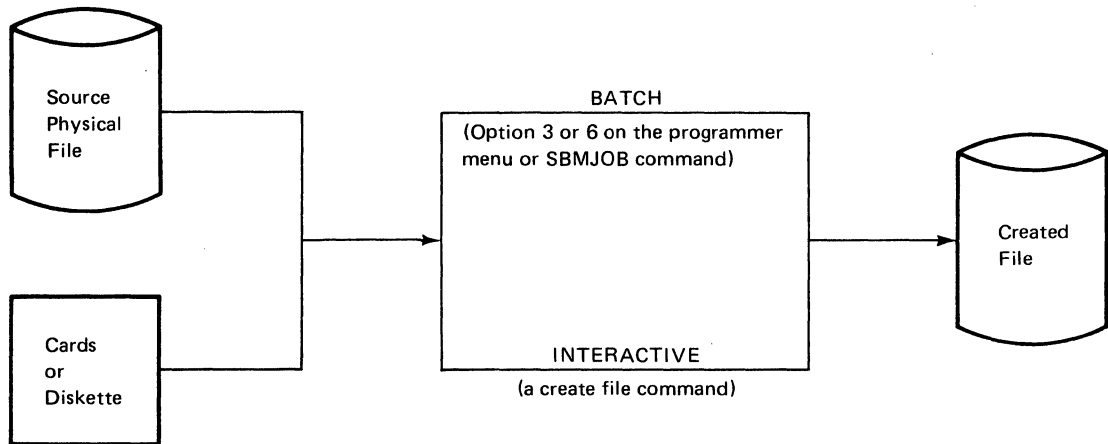 Source
Physical
File
Cards
or
Diskette
BATCH
(Option 3 or 6 on the programmer
menu or SBMJOB command)
INTERACTIVE
(a create file command)
Created
File